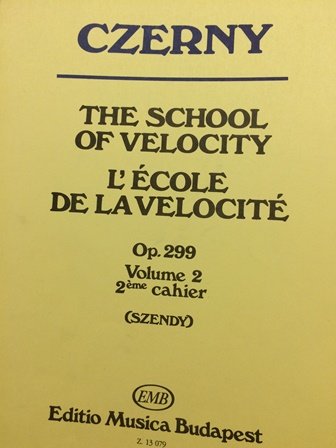 CZERNY
THE SCHOOL
OF VELOCITY
L'ÉCOLE
DE LA VELOCITÉ
Op. 299
Volume 2
2ème cahier
(SZENDY)
EMB
Editio Musica Budapest
Z. 13 079